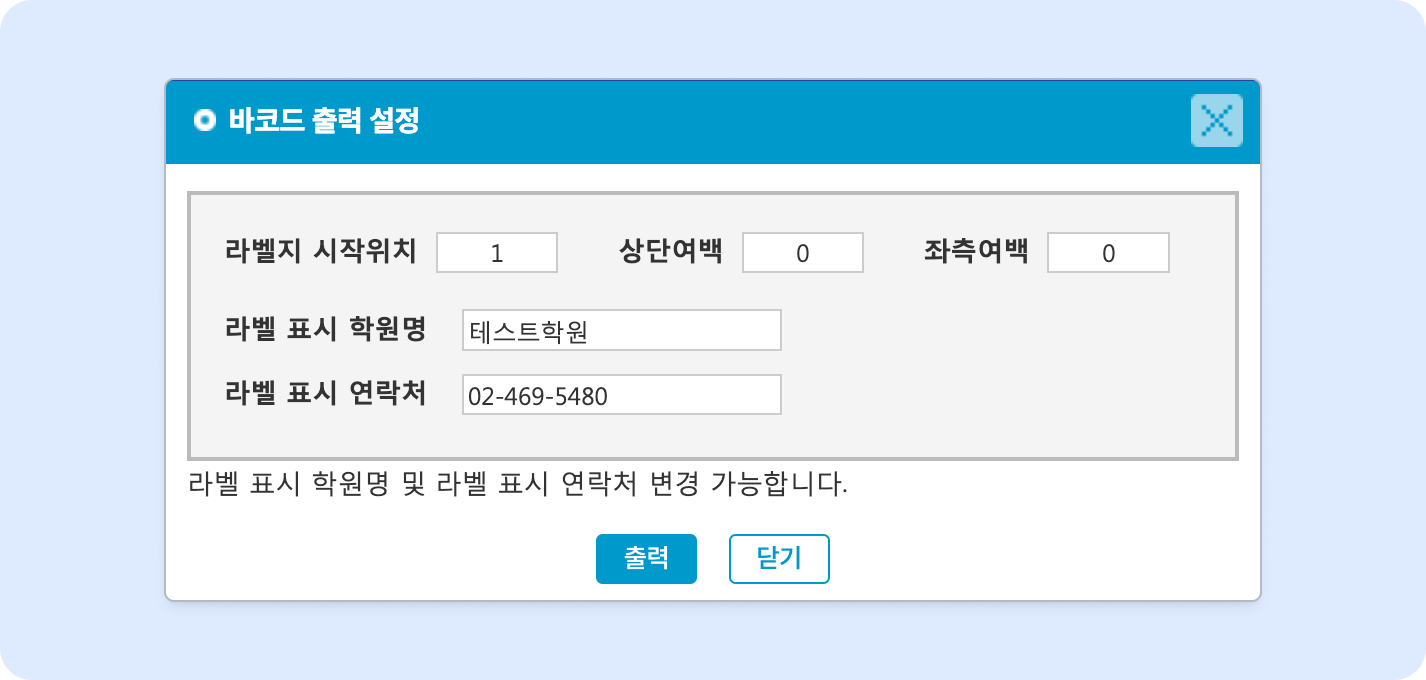 바코드 출력 설정
라벨지 시작위치 1 상단여백 0 좌측여백 0
라벨 표시 학원명 테스트학원
라벨 표시 연락처 02-469-5480
라벨 표시 학원명 및 라벨 표시 연락처 변경 가능합니다.
출력 닫기